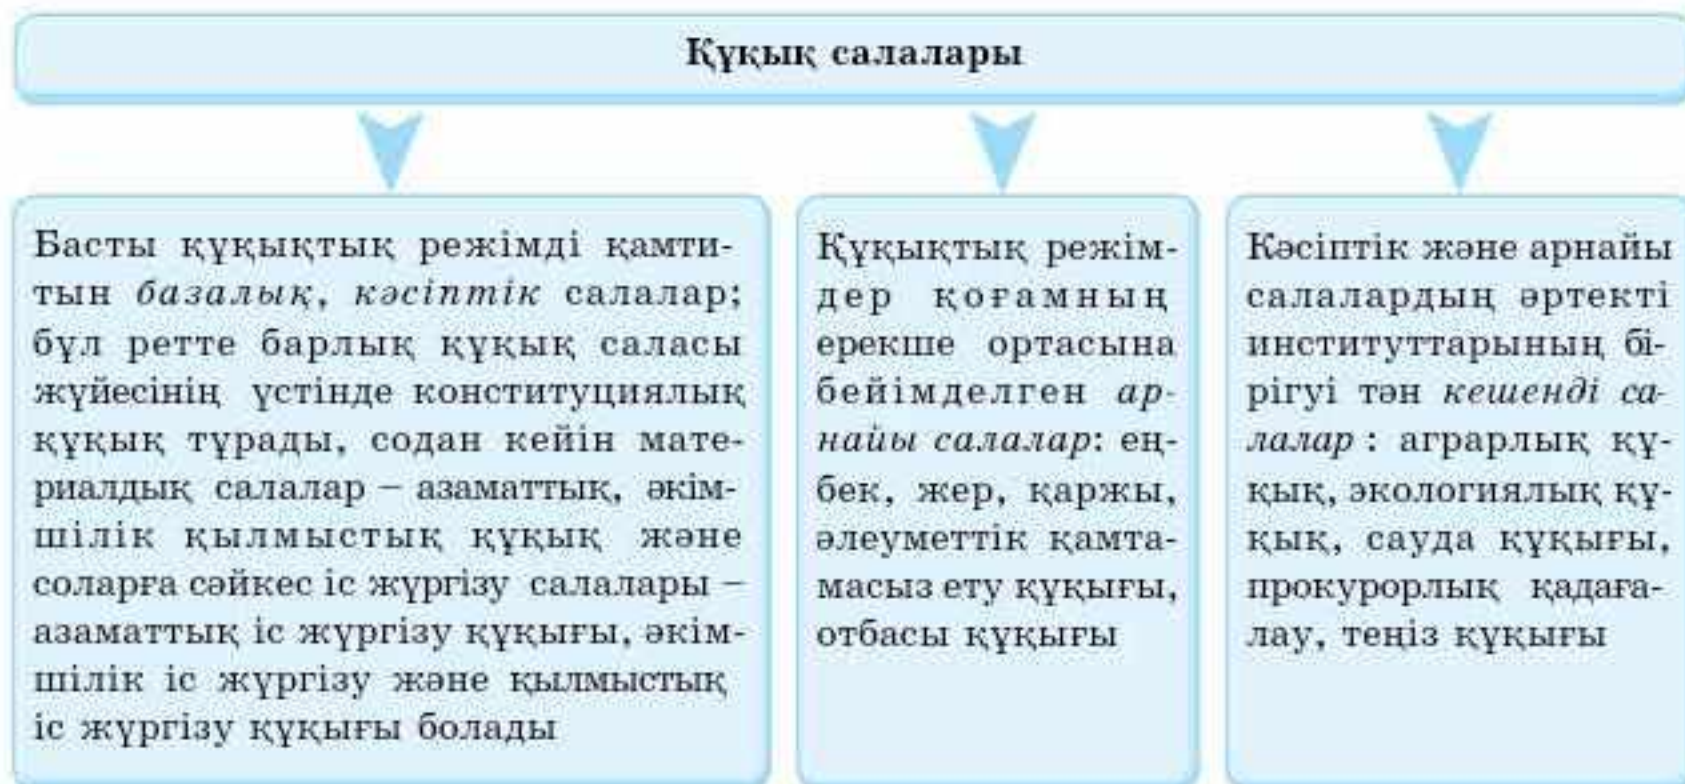 Құқық салалары
Басты құқықтық режімді қамти-
тын базалық, кәсіптік салалар;
бұл ретте барлық құқық саласы
жүйесінің үстінде конституциялық
құқық тұрады, содан кейін мате-
риалдық салалар – азаматтық, әкім-
шілік қылмыстық құқық және
соларға сәйкес іс жүргізу салалары –
азаматтық іс жүргізу құқығы, әкім-
шілік іс жүргізу және қылмыстық
іс жүргізу құқығы болады
Құқықтық режім-
дер қоғамның
ерекше ортасына
бейімделген ар-
найы салалар: ең-
бек, жер, қаржы,
әлеуметтік қамта-
масыз ету құқығы,
отбасы құқығы
Кәсіптік және арнайы
салалардың әртекті
институттарының бі-
рігуі тән кешенді са-
лалар : аграрлық құ-
қық, экологиялық құ-
қық, сауда құқығы,
прокурорлық қадаға-
лау, теңіз құқығы